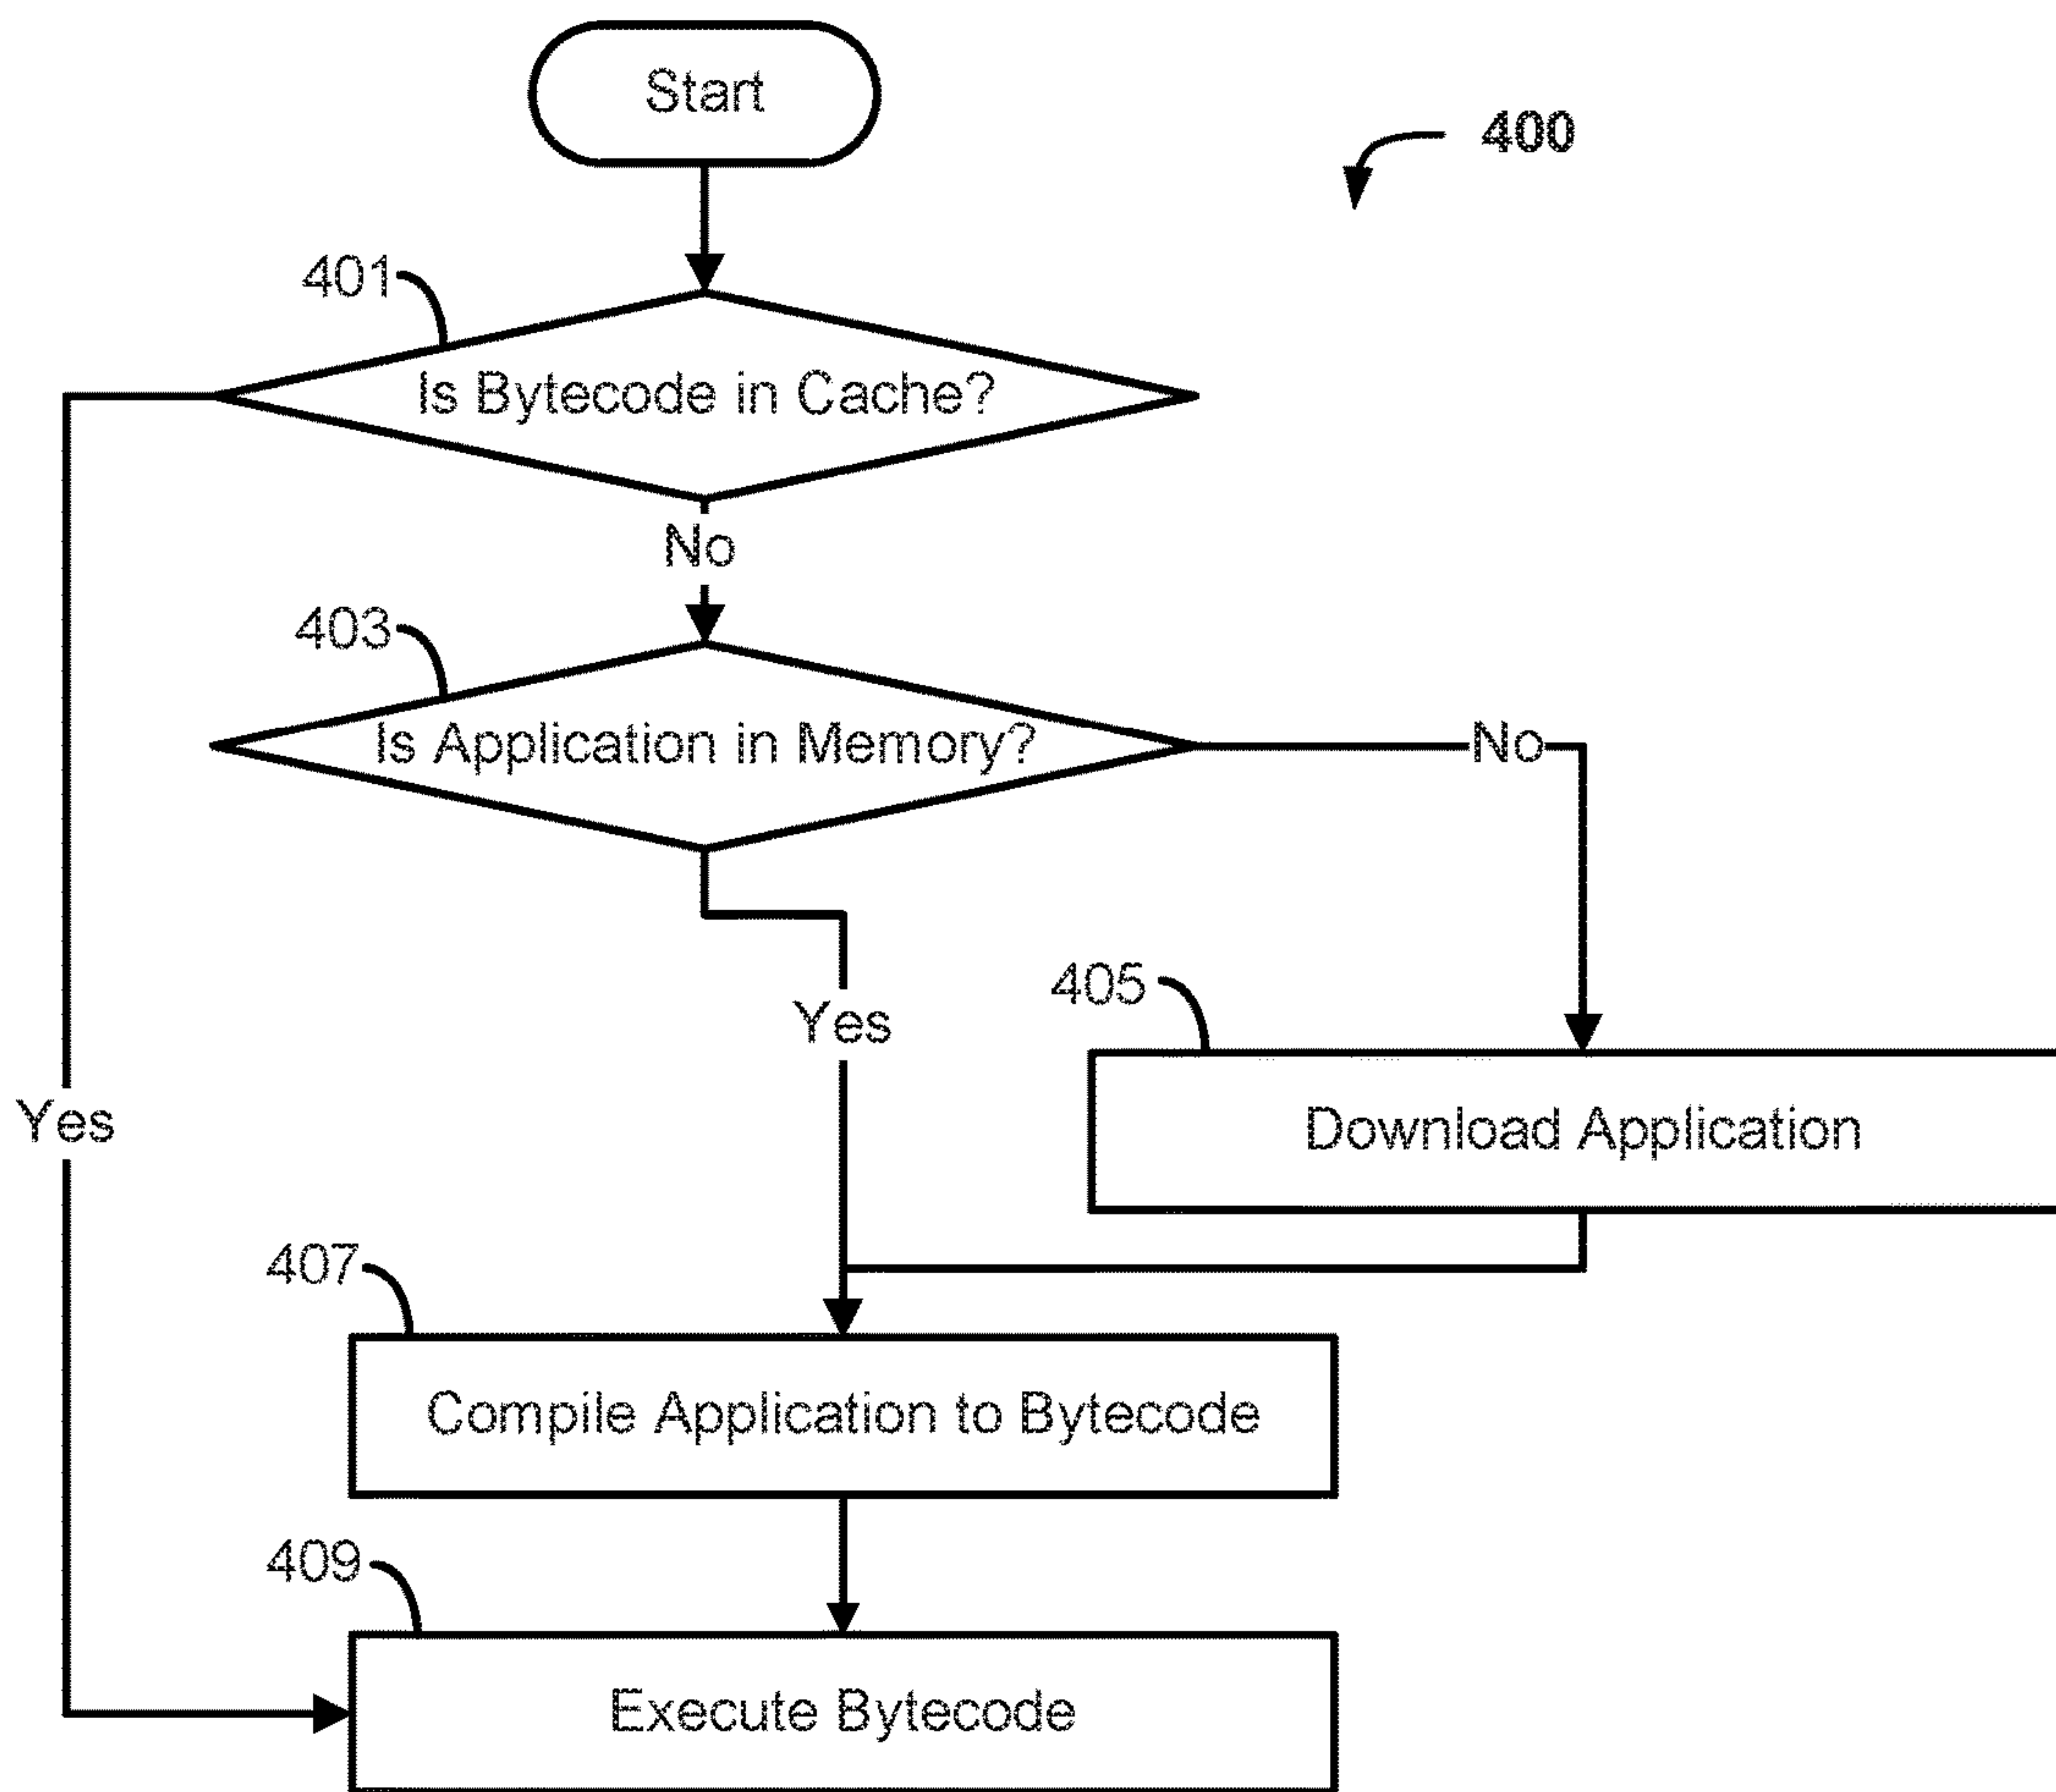 Start
400
401
Is Bytecode in Cache?
No
403
Is Application in Memory?
No
405
Yes
Yes
Download Application
407
Compile Application to Bytecode
409
Execute Bytecode